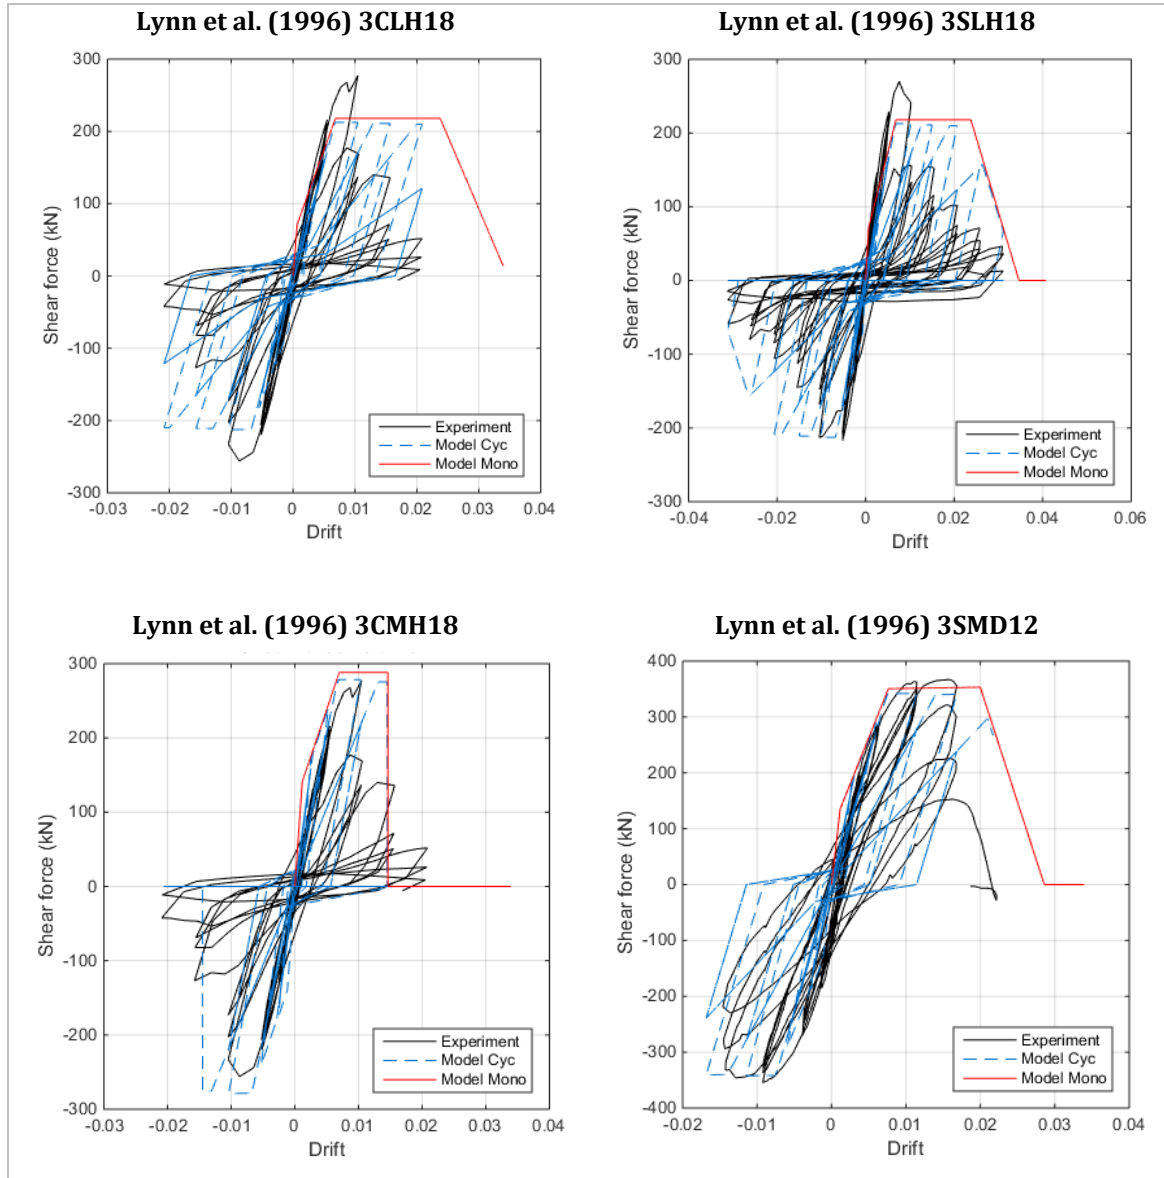 Lynn et al. (1996) 3CLH18
300
200
100
0
-100
-200
-300
Shear force (kN)
-0.03 -0.02 -0.01 0 0.01 0.02 0.03 0.04
Drift
Experiment
Model Cyc
Model Mono
Lynn et al. (1996) 3SLH18
300
200
100
0
-100
-200
-300
Shear force (kN)
-0.04 -0.02 0 0.02 0.04 0.06
Drift
Experiment
Model Cyc
Model Mono
Lynn et al. (1996) 3CMH18
300
200
100
0
-100
-200
-300
Shear force (kN)
-0.03 -0.02 -0.01 0 0.01 0.02 0.03 0.04
Drift
Experiment
Model Cyc
Model Mono
Lynn et al. (1996) 3SMD12
400
300
200
100
0
-100
-200
-300
-400
Shear force (kN)
-0.02 -0.01 0 0.01 0.02 0.03 0.04
Drift
Experiment
Model Cyc
Model Mono